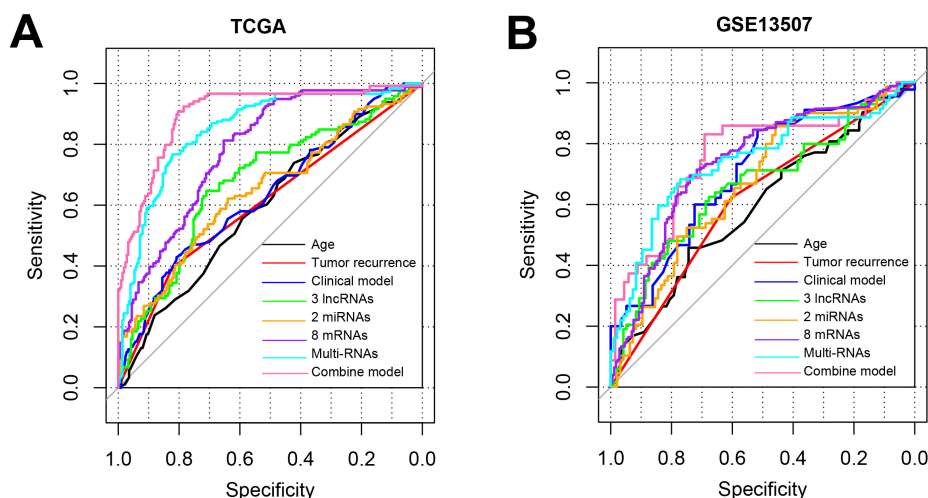 A
TCGA
Sensitivity
1.0
0.8
0.6
0.4
0.2
0.0
Age
Tumor recurrence
Clinical model
3 lncRNAs
2 miRNAs
8 mRNAs
Multi-RNAs
Combine model
1.0 0.8 0.6 0.4 0.2 0.0
Specificity
B
GSE13507
Sensitivity
1.0
0.8
0.6
0.4
0.2
0.0
Age
Tumor recurrence
Clinical model
3 lncRNAs
2 miRNAs
8 mRNAs
Multi-RNAs
Combine model
1.0 0.8 0.6 0.4 0.2 0.0
Specificity